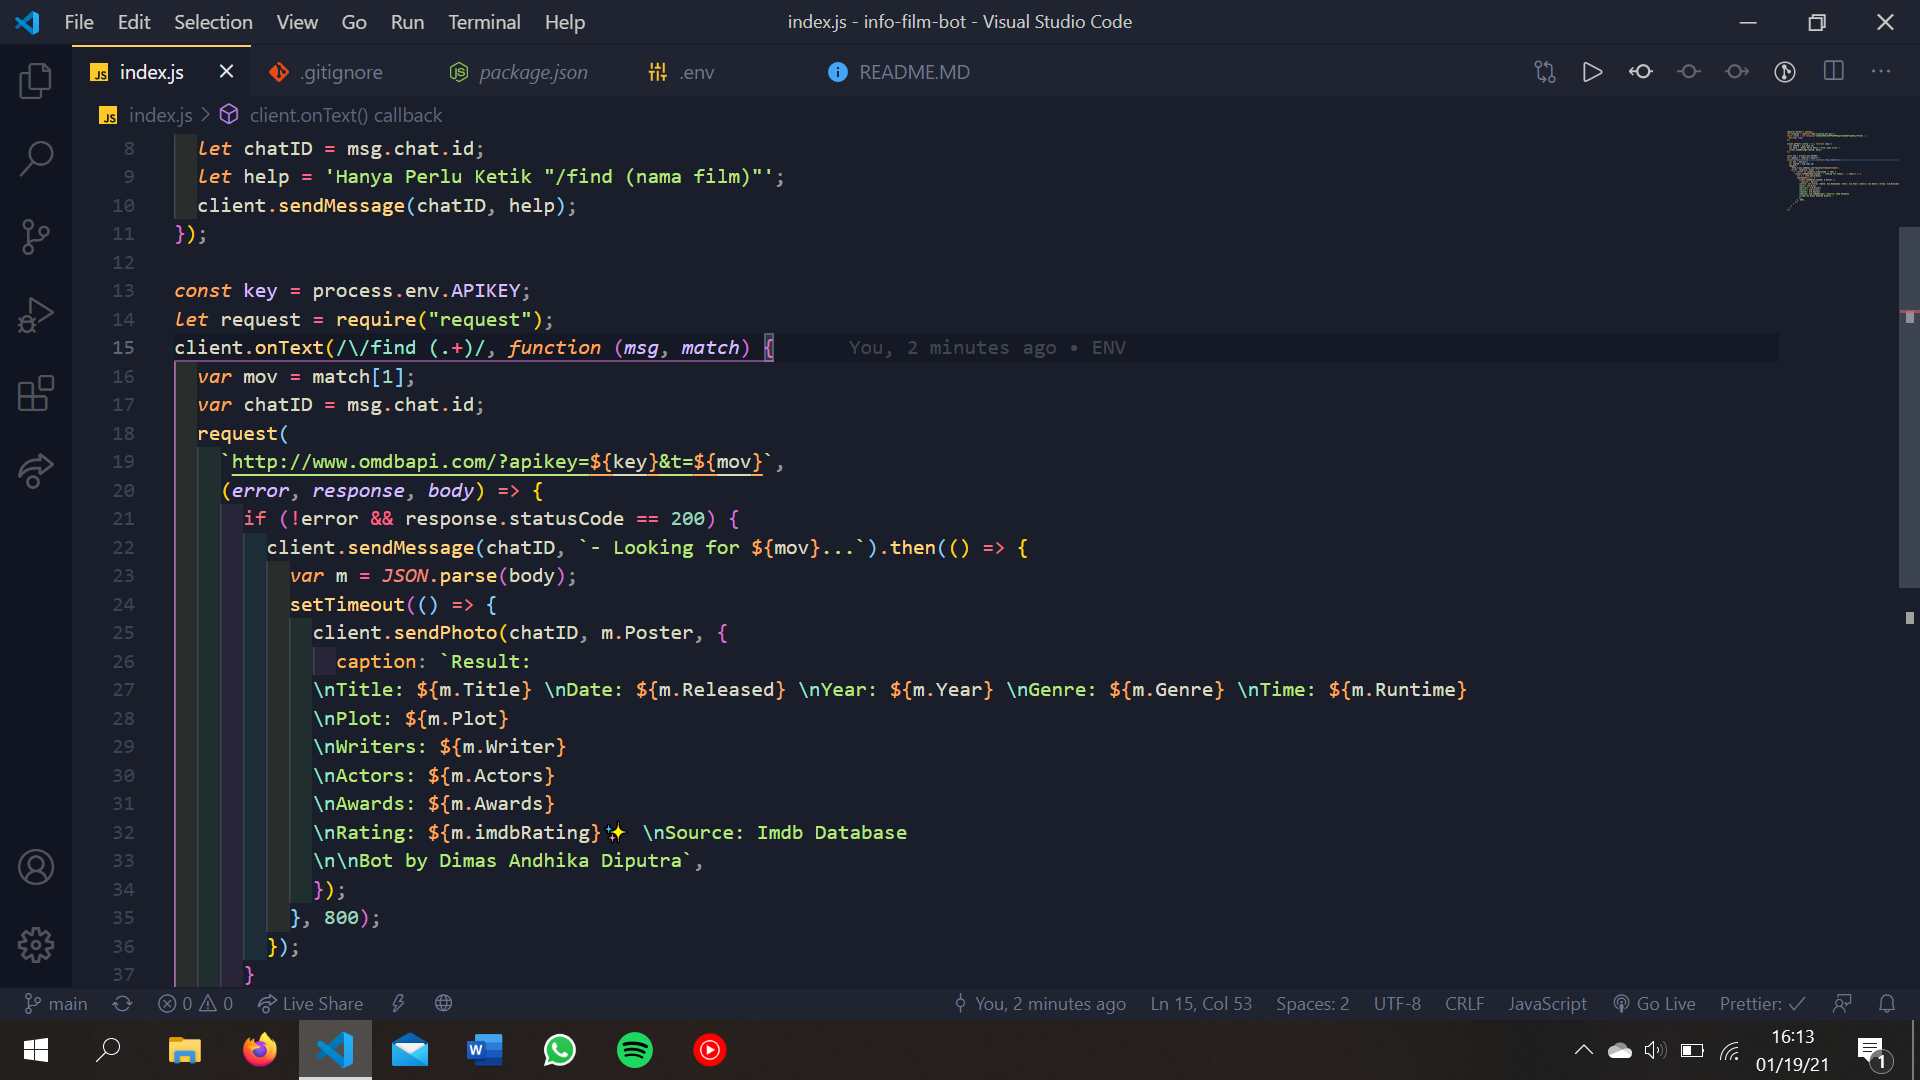 File Edit Selection View Go Run Terminal Help
index.js - info-film-bot - Visual Studio Code
JS index.js
.gitignore
package.json
.env
README.MD
JS index.js > client.onText() callback
8 let chatID = msg.chat.id;
9 let help = 'Hanya Perlu Ketik "/find (nama film)"';
10 client.sendMessage(chatID, help);
11 });
12
13 const key = process.env.APIKEY;
14 let request = require("request");
15 client.onText(/\/find (.+)/, function (msg, match) { You, 2 minutes ago • ENV
16 var mov = match[1];
17 var chatID = msg.chat.id;
18 request(
19 `http://www.omdbapi.com/?apikey=${key}&t=${mov}`,
20 (error, response, body) => {
21 if (!error && response.statusCode == 200) {
22 client.sendMessage(chatID, `- Looking for ${mov}...`).then(() => {
23 var m = JSON.parse(body);
24 setTimeout(() => {
25 client.sendPhoto(chatID, m.Poster, {
26 caption: `Result:
27 \nTitle: ${m.Title} \nDate: ${m.Released} \nYear: ${m.Year} \nGenre: ${m.Genre} \nTime: ${m.Runtime}
28 \nPlot: ${m.Plot}
29 \nWriters: ${m.Writer}
30 \nActors: ${m.Actors}
31 \nAwards: ${m.Awards}
32 \nRating: ${m.imdbRating}✨ \nSource: Imdb Database
33 \n\nBot by Dimas Andhika Diputra`,
34 });
35 }, 800);
36 });
37 }
main 0 0 Live Share You, 2 minutes ago Ln 15, Col 53 Spaces: 2 UTF-8 CRLF JavaScript Go Live Prettier: ✓
16:13
01/19/21
1